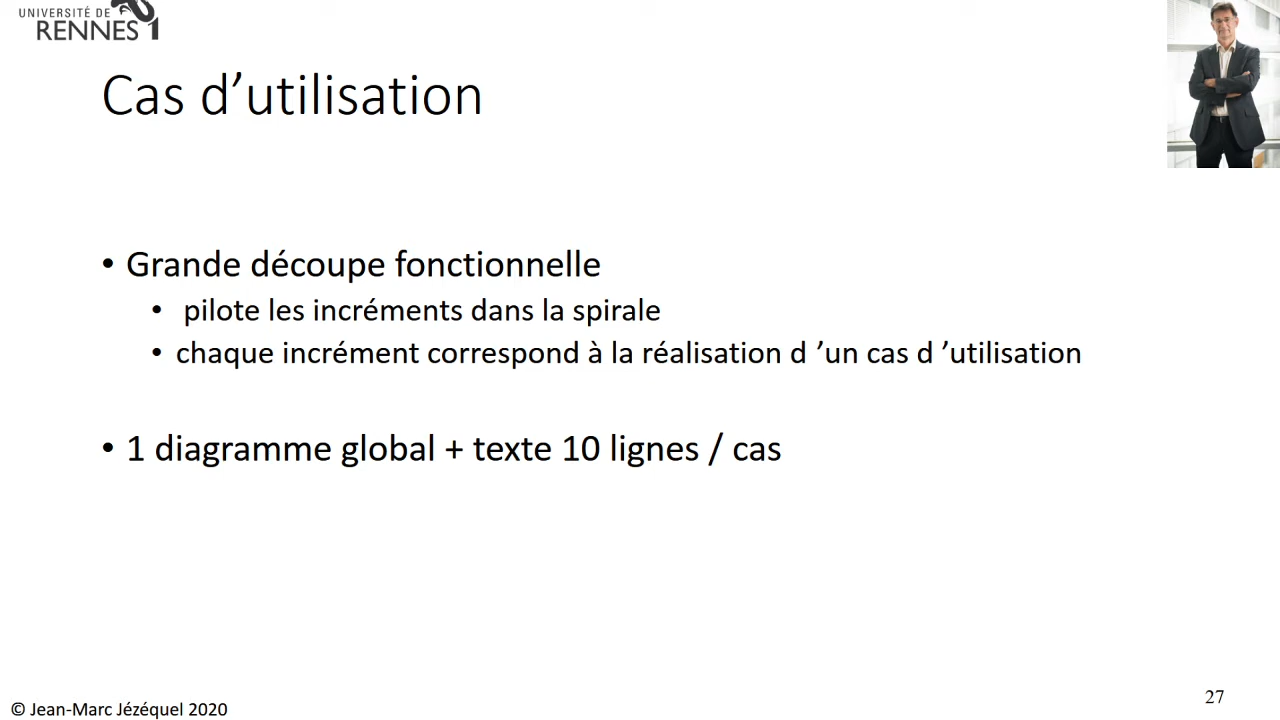 UNIVERSITÉ DE
RENNES 1
Cas d’utilisation
• Grande découpe fonctionnelle
• pilote les incréments dans la spirale
• chaque incrément correspond à la réalisation d ’un cas d ’utilisation
• 1 diagramme global + texte 10 lignes / cas
© Jean-Marc Jézéquel 2020
27